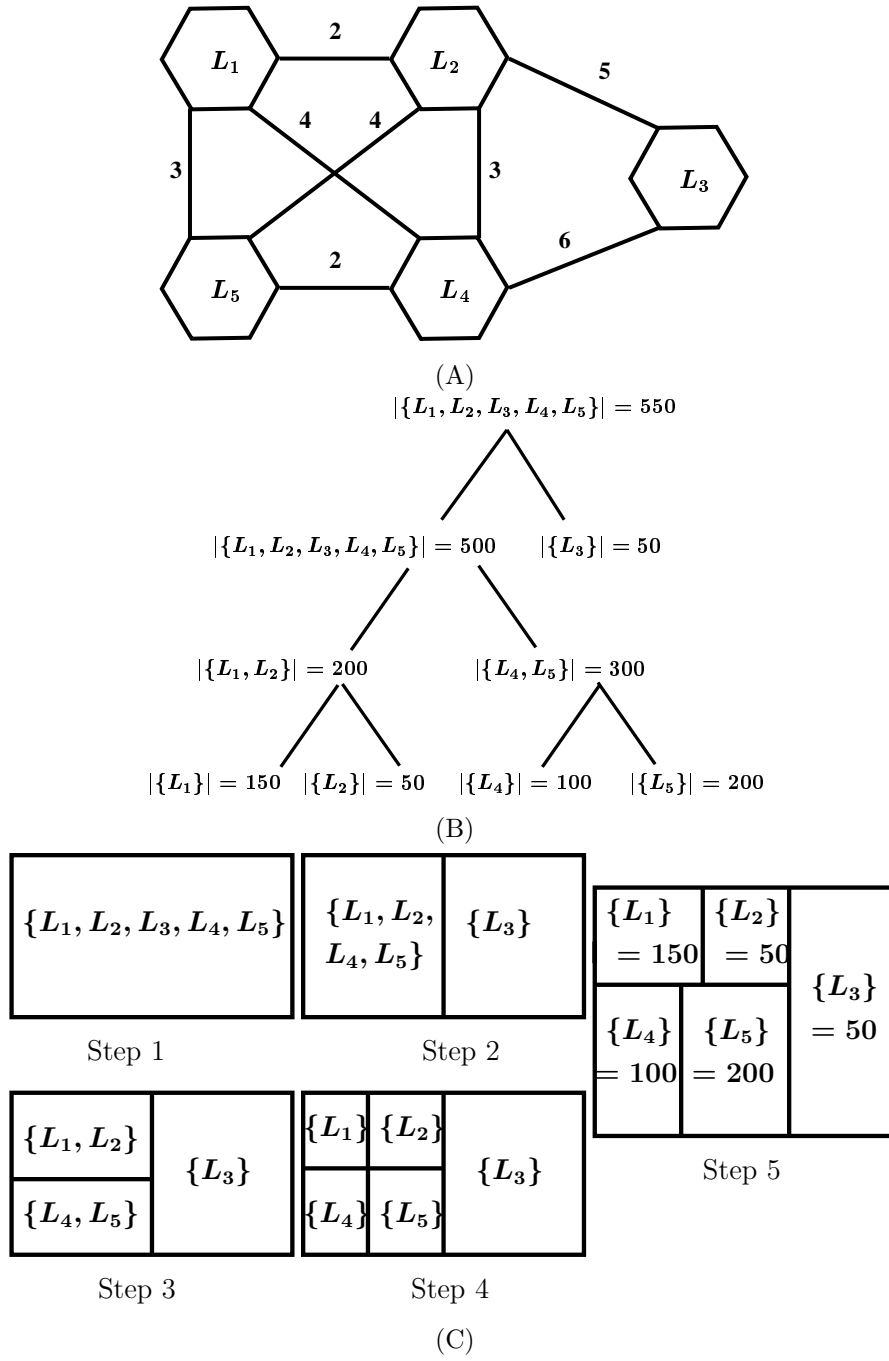 2
L₁ L₂
5
4 4
3 3
L₃
6
2
L₅ L₄
(A)
|{L₁, L₂, L₃, L₄, L₅}| = 550
|{L₁, L₂, L₃, L₄, L₅}| = 500 |{L₃}| = 50
|{L₁, L₂}| = 200 |{L₄, L₅}| = 300
|{L₁}| = 150 |{L₂}| = 50 |{L₄}| = 100 |{L₅}| = 200
(B)
{L₁, L₂, L₃, L₄, L₅}
Step 1
{L₁, L₂,
L₄, L₅}
{L₃}
Step 2
{L₁, L₂}
{L₄, L₅}
{L₃}
Step 3
{L₁} {L₂}
{L₃}
{L₄} {L₅}
Step 4
{L₁}
= 150
{L₂}
= 50
{L₃}
= 50
{L₄}
= 100
{L₅}
= 200
Step 5
(C)